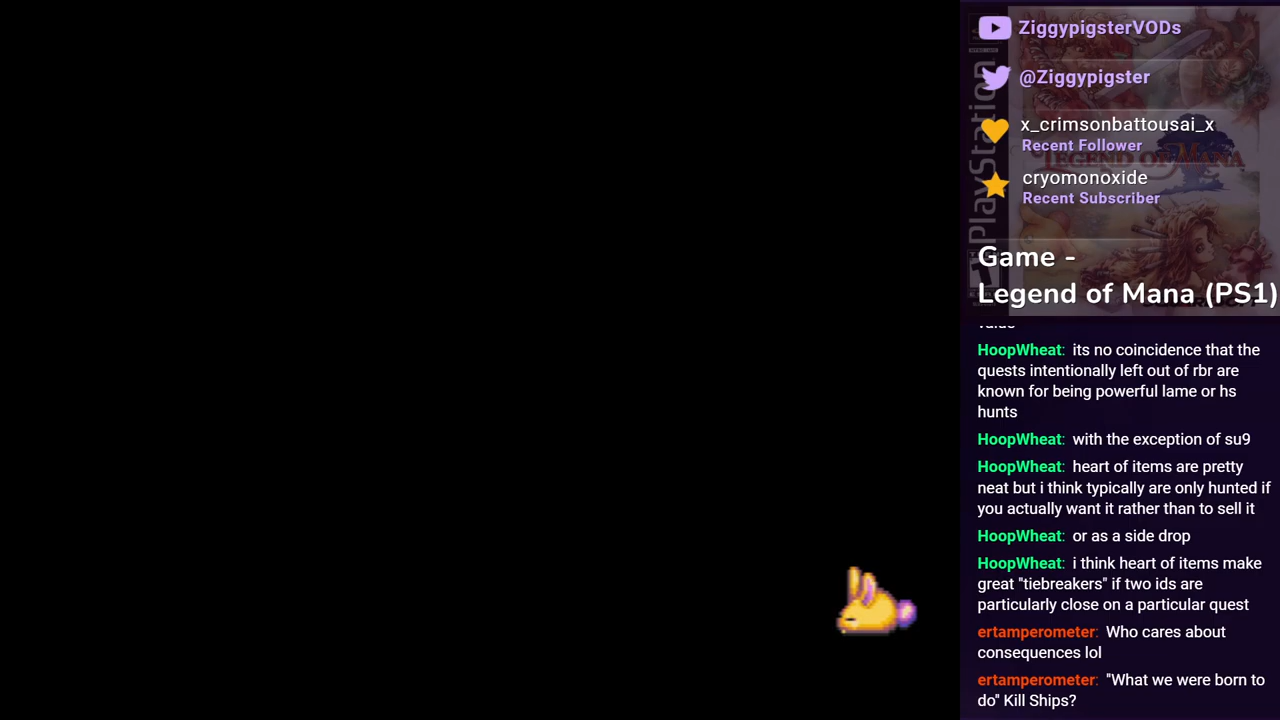 ZiggypigsterVODs
@Ziggypigster
x_crimsonbattousai_x
Recent Follower
cryomonoxide
Recent Subscriber
PlayStation
LEGEND OF MANA
Game -
Legend of Mana (PS1)
HoopWheat: its no coincidence that the
quests intentionally left out of rbr are
known for being powerful lame or hs
hunts
HoopWheat: with the exception of su9
HoopWheat: heart of items are pretty
neat but i think typically are only hunted if
you actually want it rather than to sell it
HoopWheat: or as a side drop
HoopWheat: i think heart of items make
great "tiebreakers" if two ids are
particularly close on a particular quest
ertamperometer: Who cares about
consequences lol
ertamperometer: "What we were born to
do" Kill Ships?